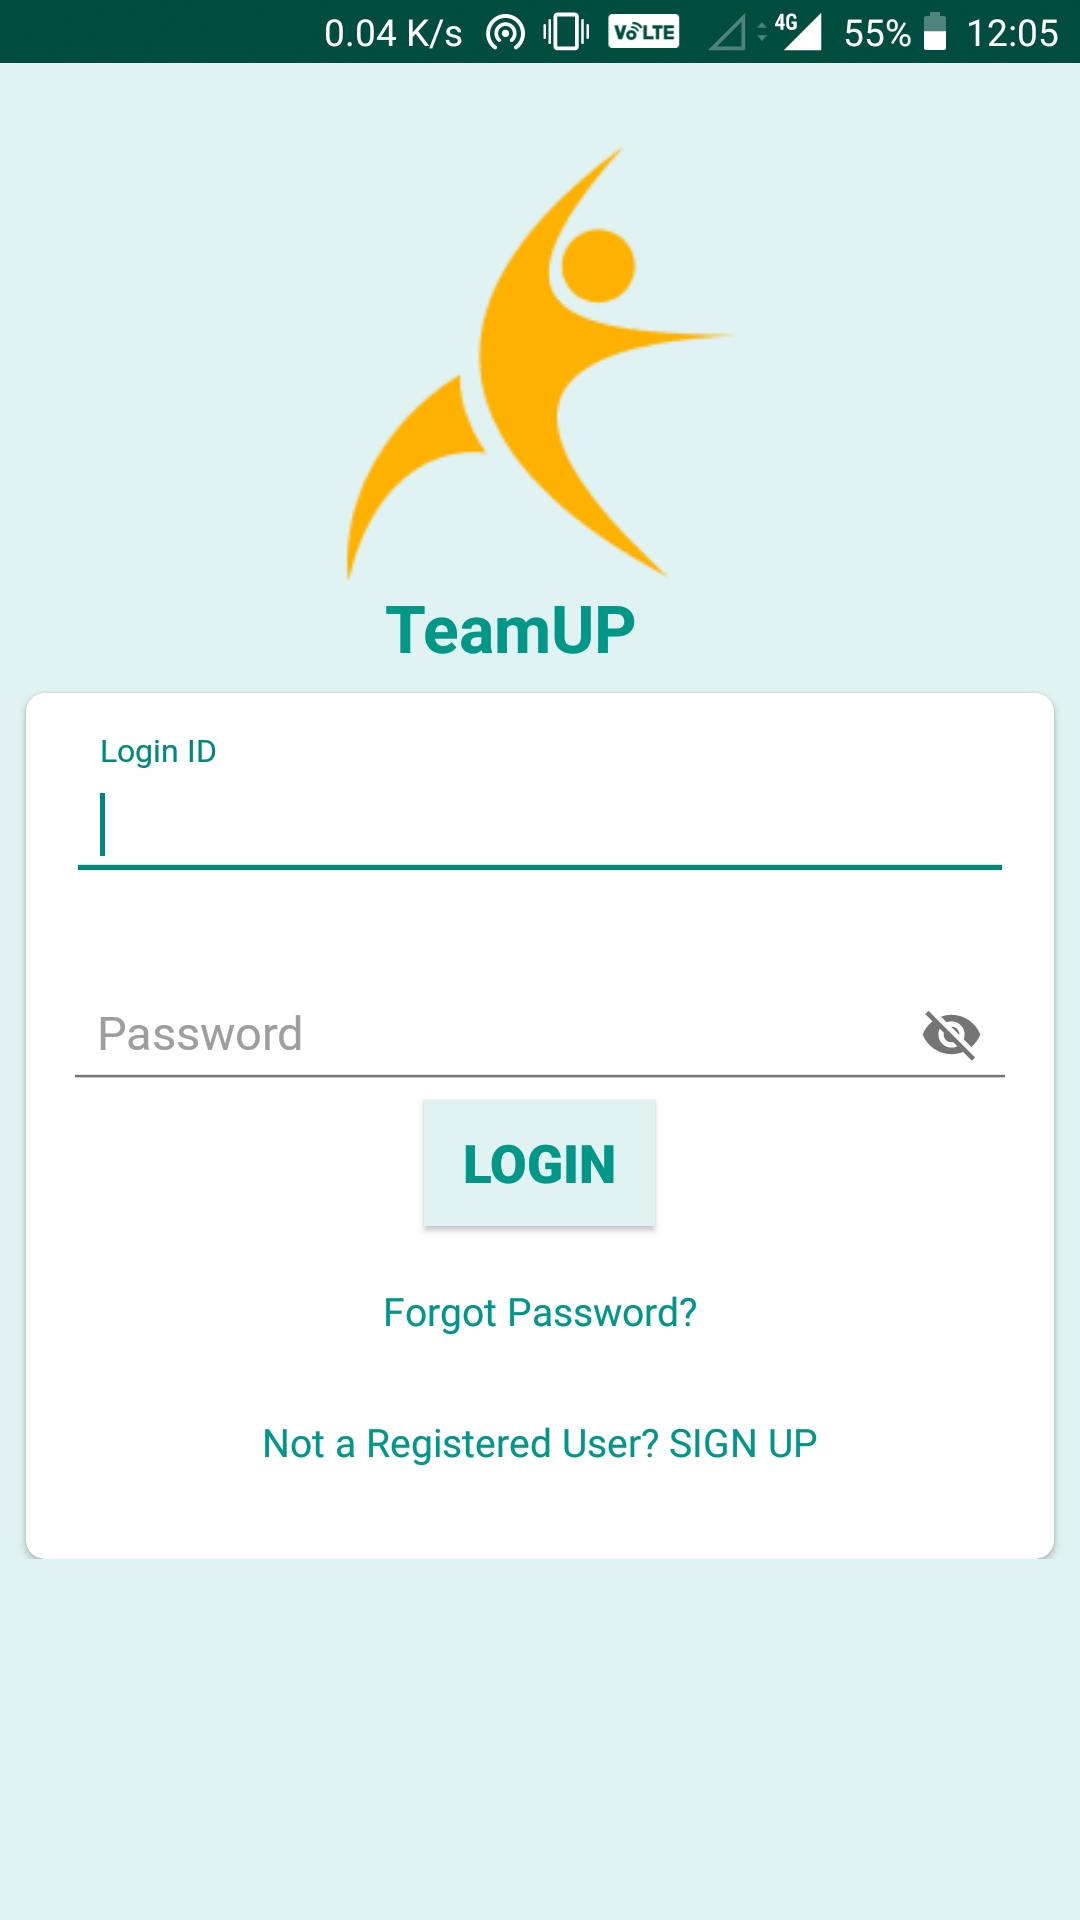 0.04 K/s VoLTE 4G 55% 12:05
TeamUP
Login ID
Password
LOGIN
Forgot Password?
Not a Registered User? SIGN UP